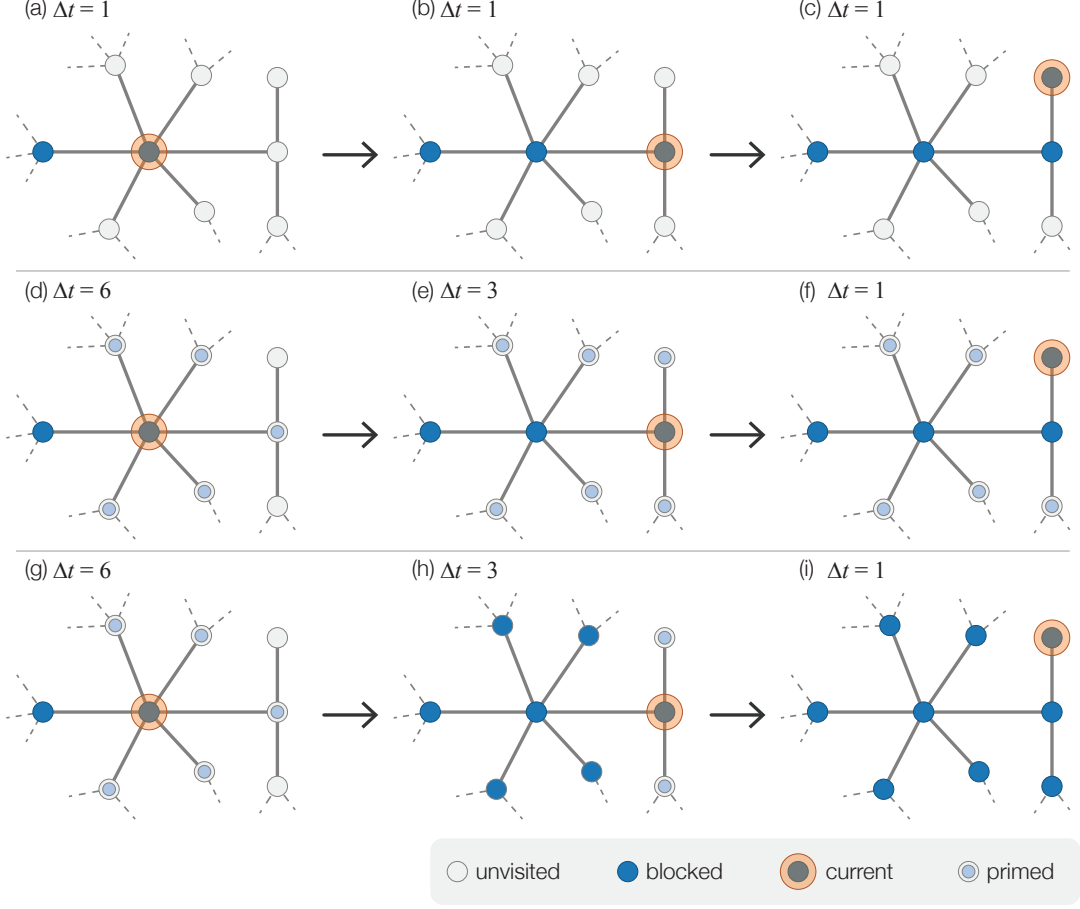 (a) Δt = 1
(b) Δt = 1
(c) Δt = 1
(d) Δt = 6
(e) Δt = 3
(f) Δt = 1
(g) Δt = 6
(h) Δt = 3
(i) Δt = 1
unvisited
blocked
current
primed